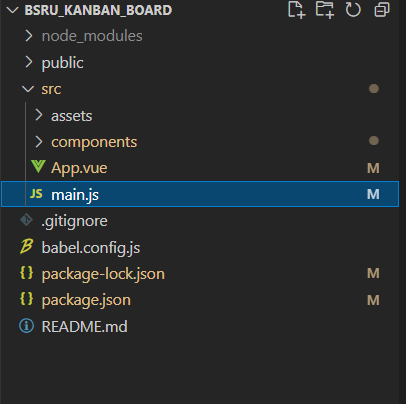 BSRU_KANBAN_BOARD
node_modules
public
src
assets
components
App.vue M
JS main.js M
.gitignore
babel.config.js
{} package-lock.json M
{} package.json M
README.md